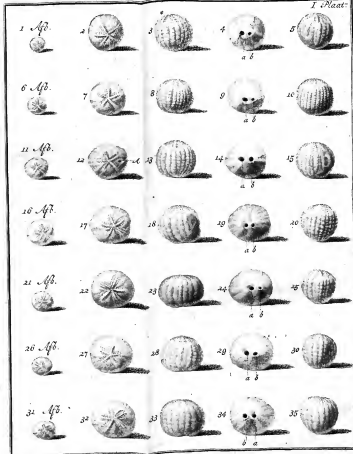 I Plaat.
1 Afb. 2 3 4 5
a b
6 Afb. 7 8 9 10
a b
11 Afb. 12 A 13 14 15
a b
16 Afb. 17 18 19 20
a b
21 Afb. 22 23 24 25
a b
26 Afb. 27 28 29 30
a b
31 Afb. 32 33 34 35
b a